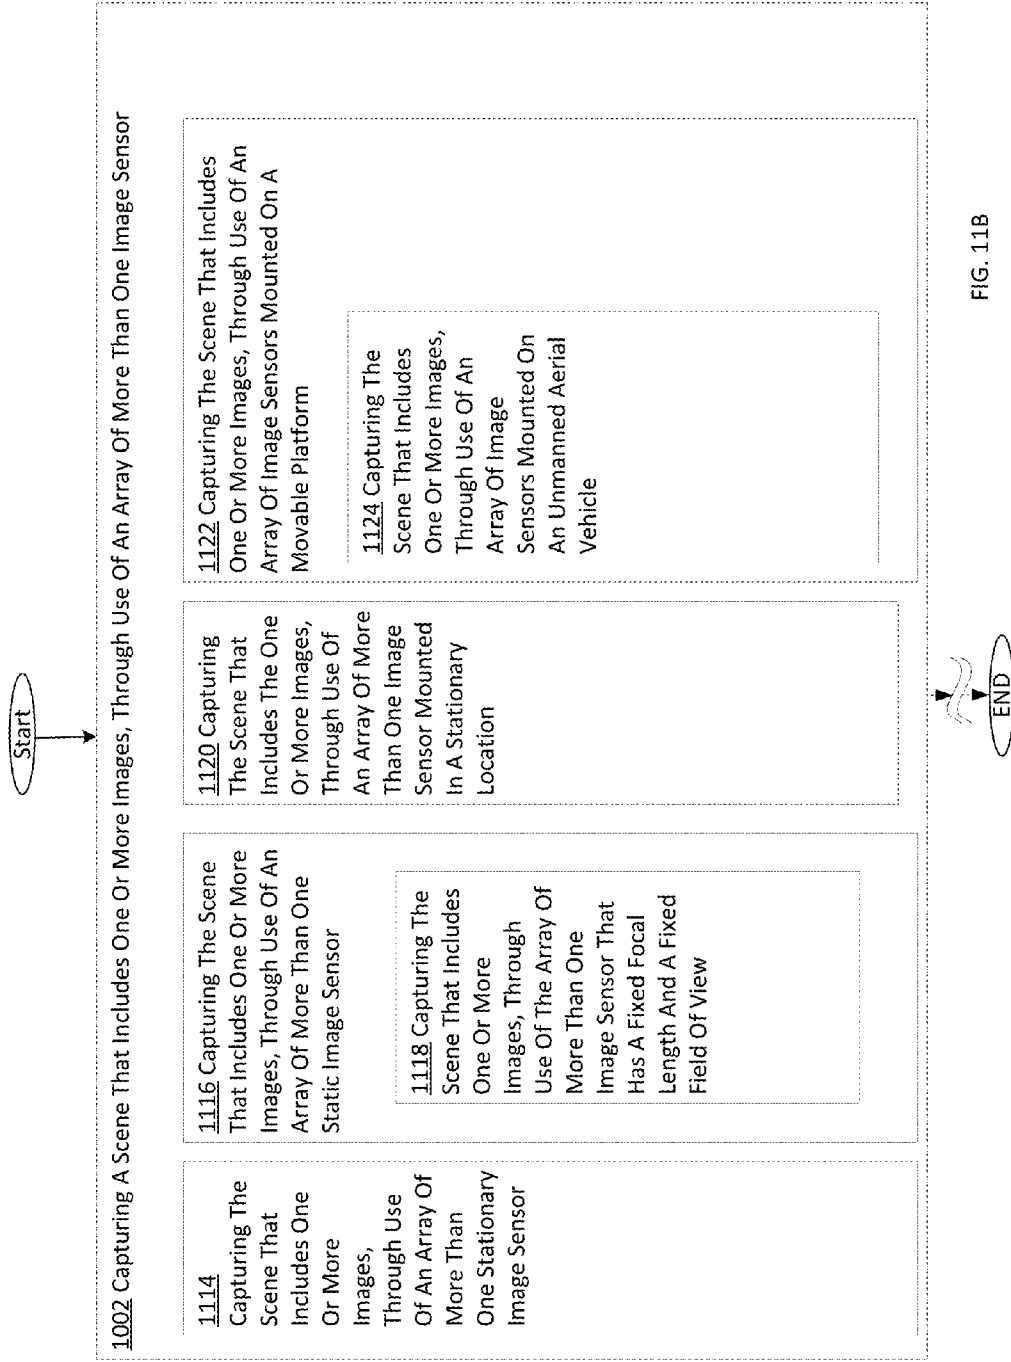 Start
1002 Capturing A Scene That Includes One Or More Images, Through Use Of An Array Of More Than One Image Sensor
1114
Capturing The
Scene That
Includes One
Or More
Images,
Through Use
Of An Array Of
More Than
One Stationary
Image Sensor
1116 Capturing The Scene
That Includes One Or More
Images, Through Use Of An
Array Of More Than One
Static Image Sensor
1118 Capturing The
Scene That Includes
One Or More
Images, Through
Use Of The Array Of
More Than One
Image Sensor That
Has A Fixed Focal
Length And A Fixed
Field Of View
1120 Capturing
The Scene That
Includes The One
Or More Images,
Through Use Of
An Array Of More
Than One Image
Sensor Mounted
In A Stationary
Location
1122 Capturing The Scene That Includes
One Or More Images, Through Use Of An
Array Of Image Sensors Mounted On A
Movable Platform
1124 Capturing The
Scene That Includes
One Or More Images,
Through Use Of An
Array Of Image
Sensors Mounted On
An Unmanned Aerial
Vehicle
END
FIG. 11B